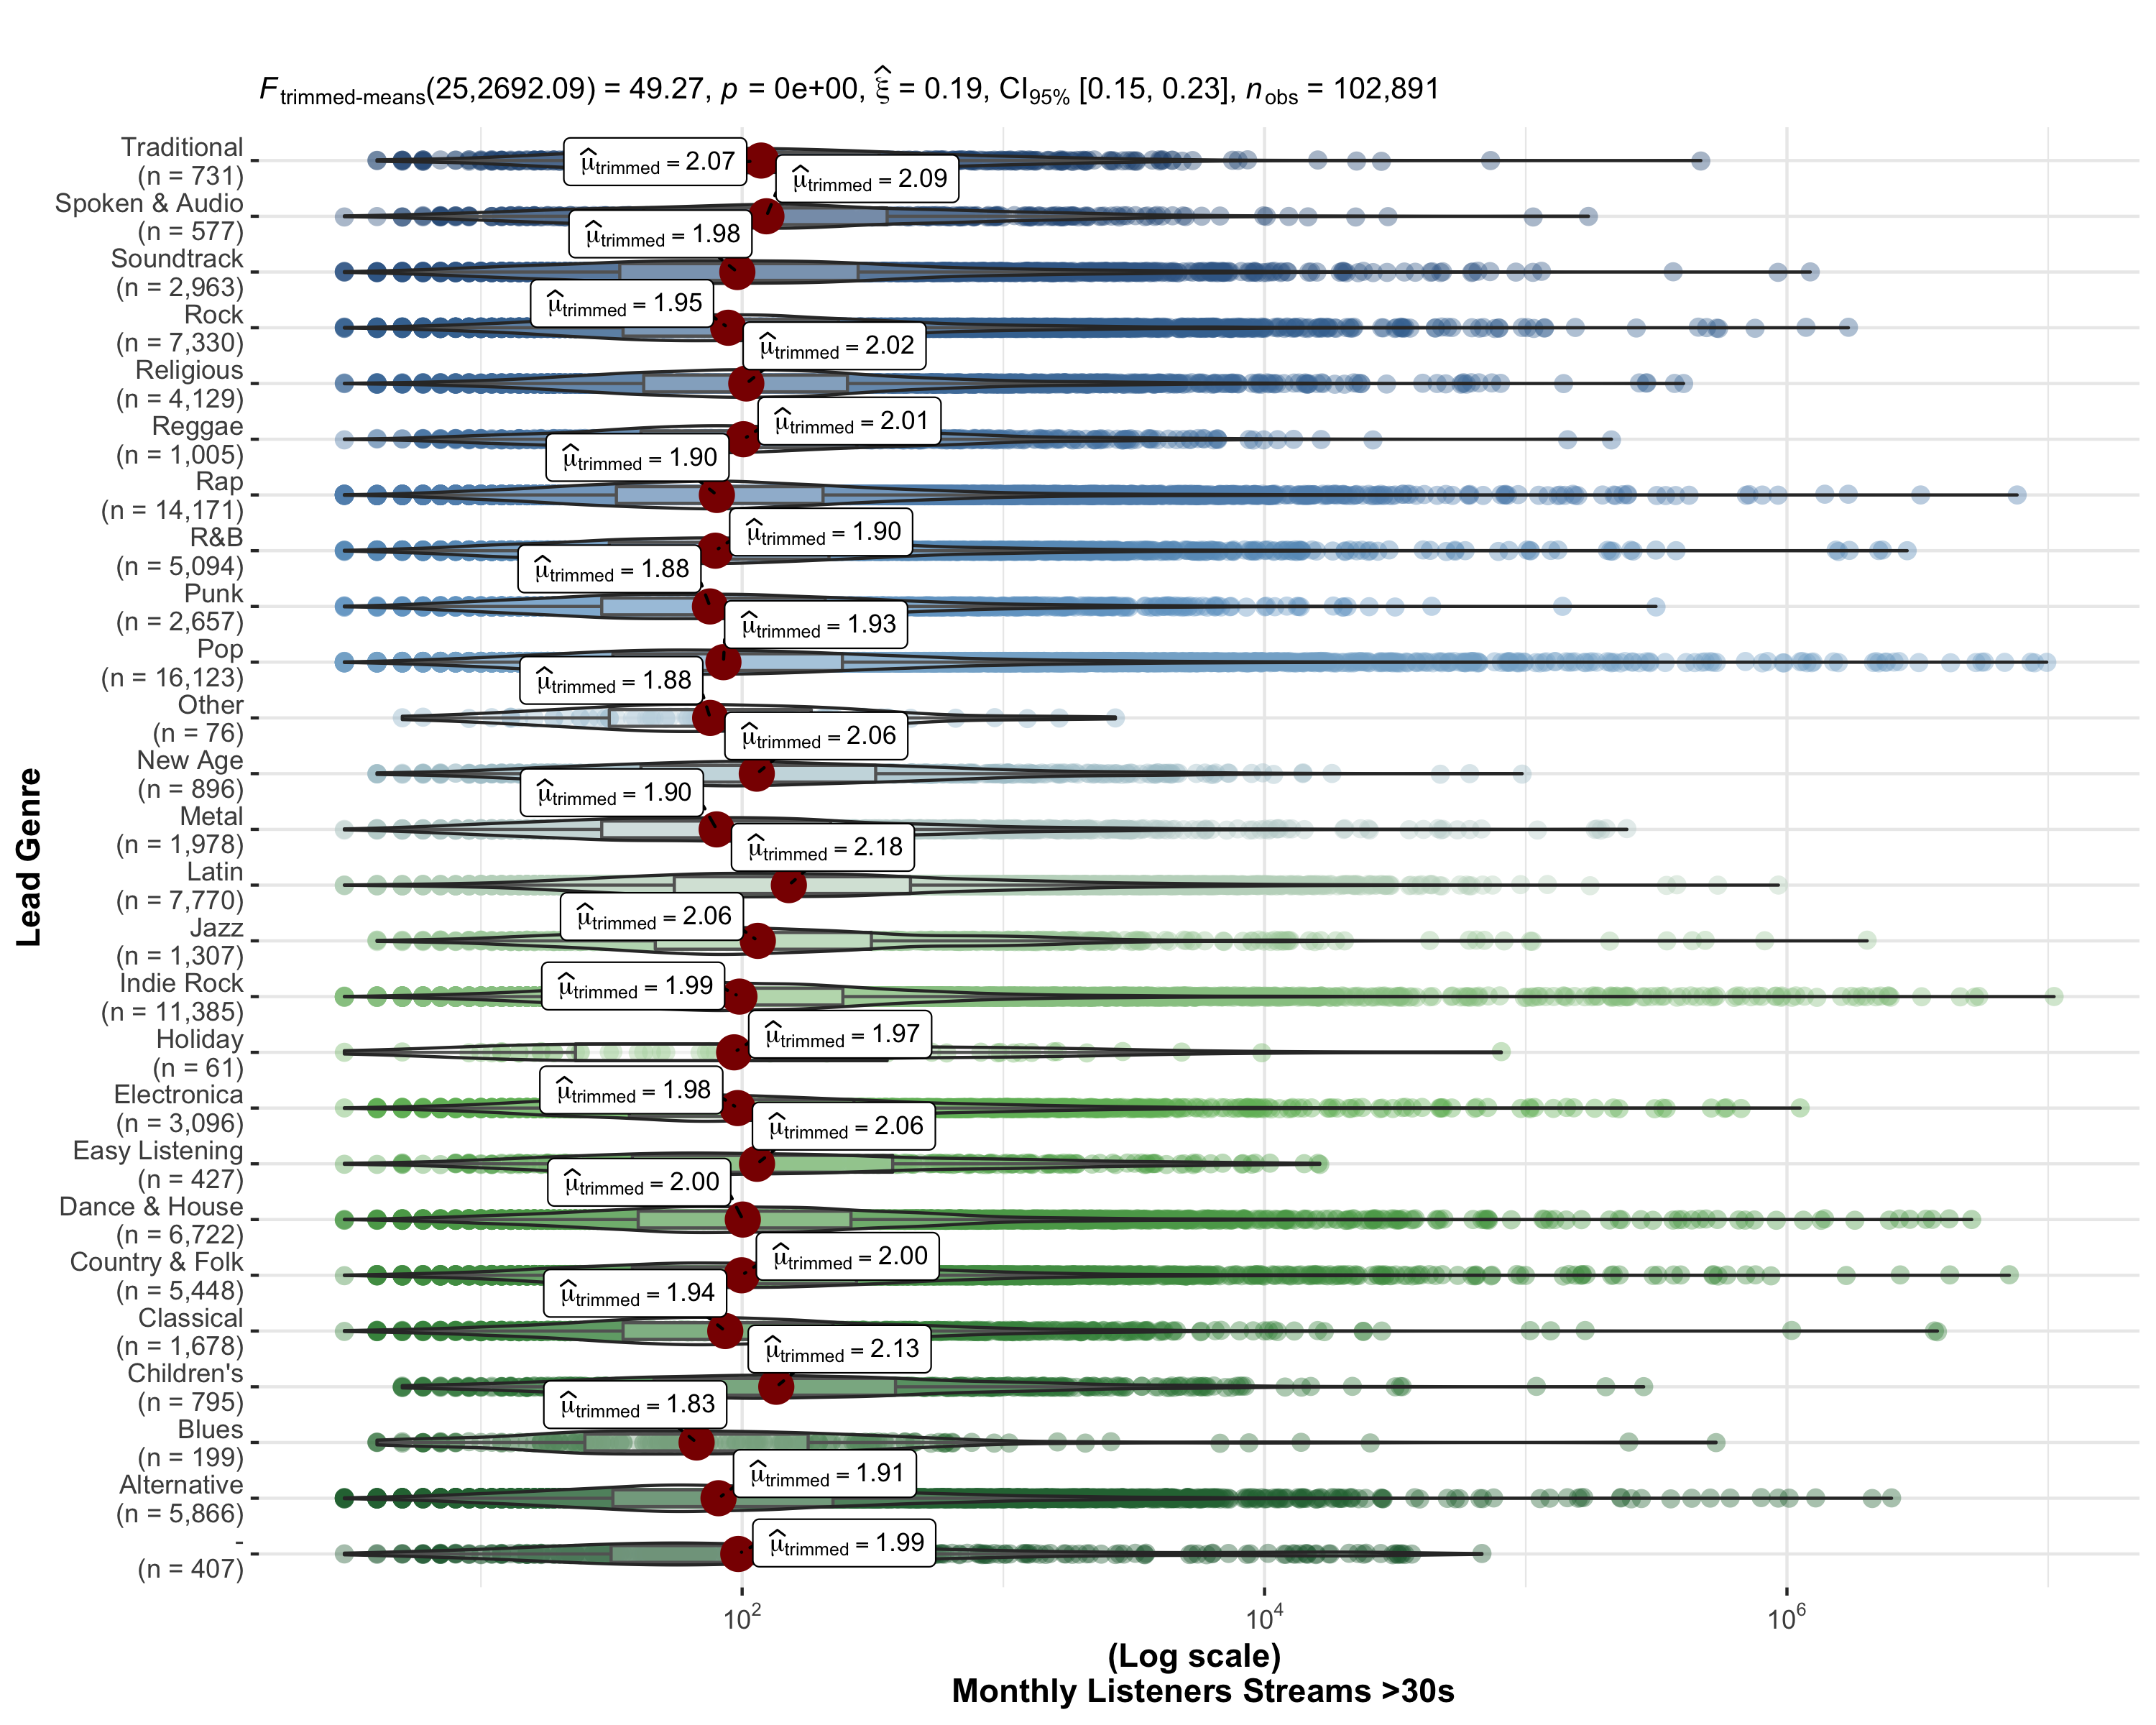 F trimmed-means(25,2692.09) = 49.27, p = 0e+00, ξ̂ = 0.19, CI95% [0.15, 0.23], nobs = 102,891
Lead Genre
Traditional
(n = 731)
μ̂trimmed = 2.07
Spoken & Audio
(n = 577)
μ̂trimmed = 2.09
Soundtrack
(n = 2,963)
μ̂trimmed = 1.98
Rock
(n = 7,330)
μ̂trimmed = 1.95
Religious
(n = 4,129)
μ̂trimmed = 2.02
Reggae
(n = 1,005)
μ̂trimmed = 2.01
Rap
(n = 14,171)
μ̂trimmed = 1.90
R&B
(n = 5,094)
μ̂trimmed = 1.90
Punk
(n = 2,657)
μ̂trimmed = 1.88
Pop
(n = 16,123)
μ̂trimmed = 1.93
Other
(n = 76)
μ̂trimmed = 1.88
New Age
(n = 896)
μ̂trimmed = 2.06
Metal
(n = 1,978)
μ̂trimmed = 1.90
Latin
(n = 7,770)
μ̂trimmed = 2.18
Jazz
(n = 1,307)
μ̂trimmed = 2.06
Indie Rock
(n = 11,385)
μ̂trimmed = 1.99
Holiday
(n = 61)
μ̂trimmed = 1.97
Electronica
(n = 3,096)
μ̂trimmed = 1.98
Easy Listening
(n = 427)
μ̂trimmed = 2.06
Dance & House
(n = 6,722)
μ̂trimmed = 2.00
Country & Folk
(n = 5,448)
μ̂trimmed = 2.00
Classical
(n = 1,678)
μ̂trimmed = 1.94
Children's
(n = 795)
μ̂trimmed = 2.13
Blues
(n = 199)
μ̂trimmed = 1.83
Alternative
(n = 5,866)
μ̂trimmed = 1.91
-
(n = 407)
μ̂trimmed = 1.99
10² 10⁴ 10⁶
(Log scale)
Monthly Listeners Streams >30s